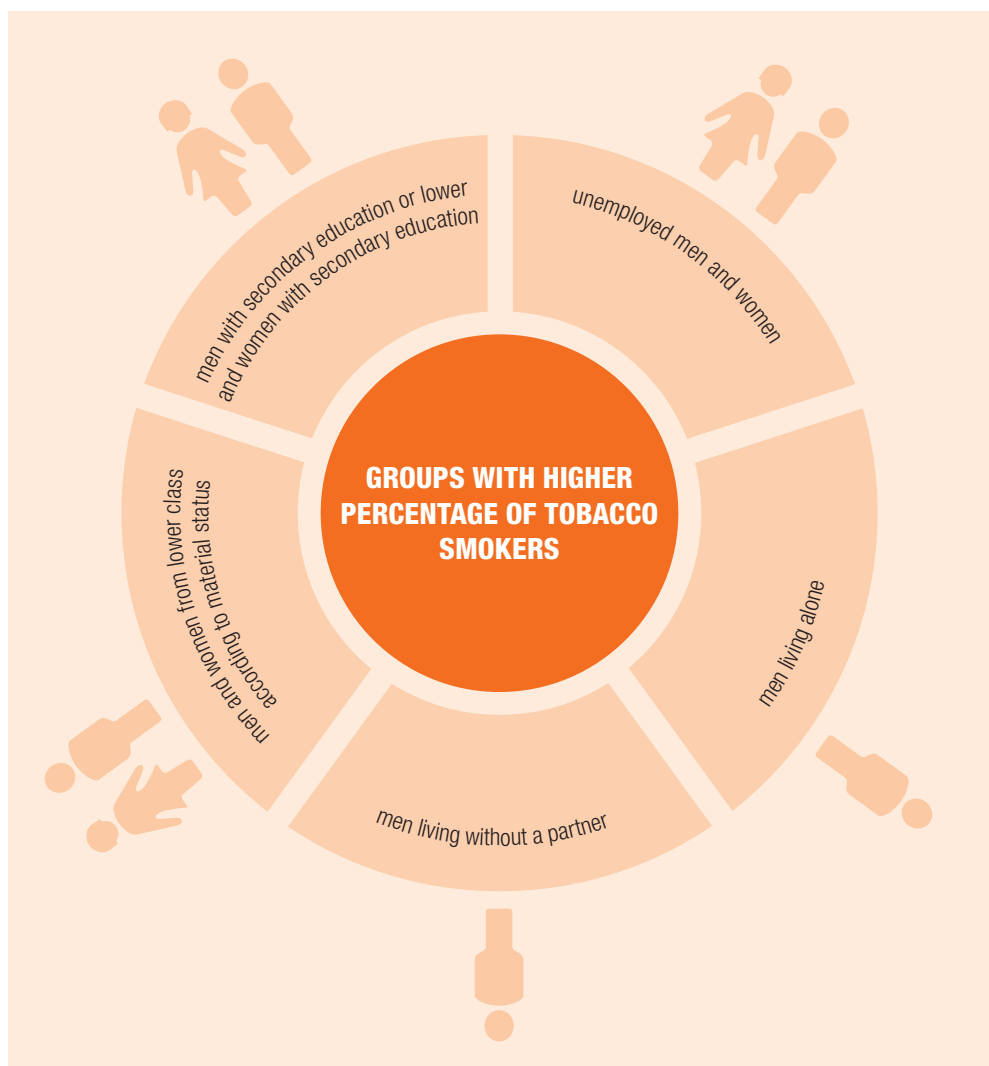 GROUPS WITH HIGHER
PERCENTAGE OF TOBACCO
SMOKERS
unemployed men and women
men living alone
men living without a partner
men and women from lower class
according to material status
men with secondary education or lower
and women with secondary education